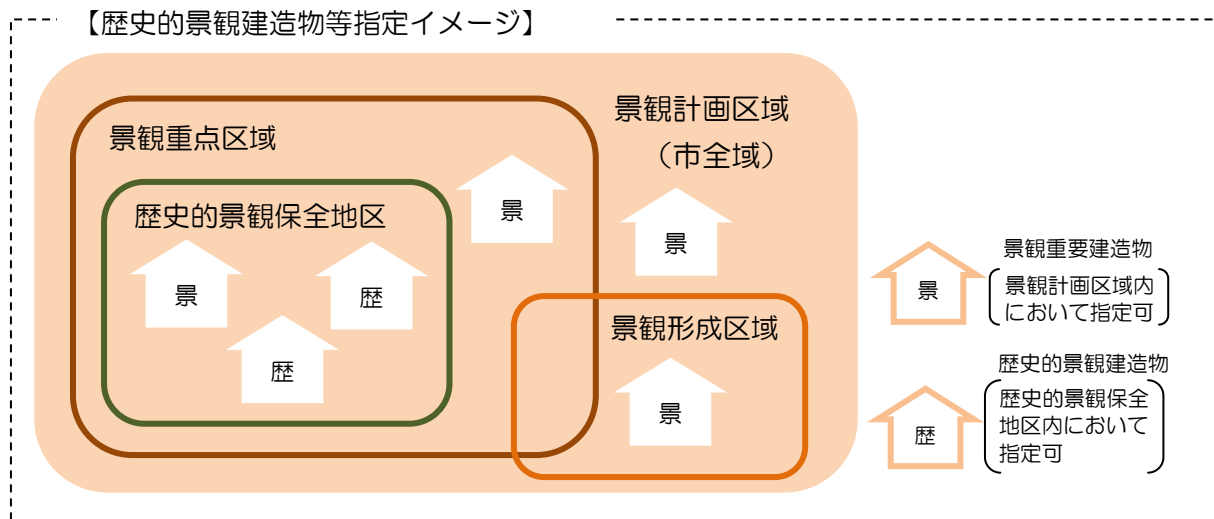 【歴史的景観建造物等指定イメージ】
景観計画区域
（市全域）
景観重点区域
景
歴史的景観保全地区
景
歴
歴
景
景観形成区域
景
景
景観重要建造物
景観計画区域内
において指定可
歴
歴史的景観建造物
歴史的景観保全
地区内において
指定可